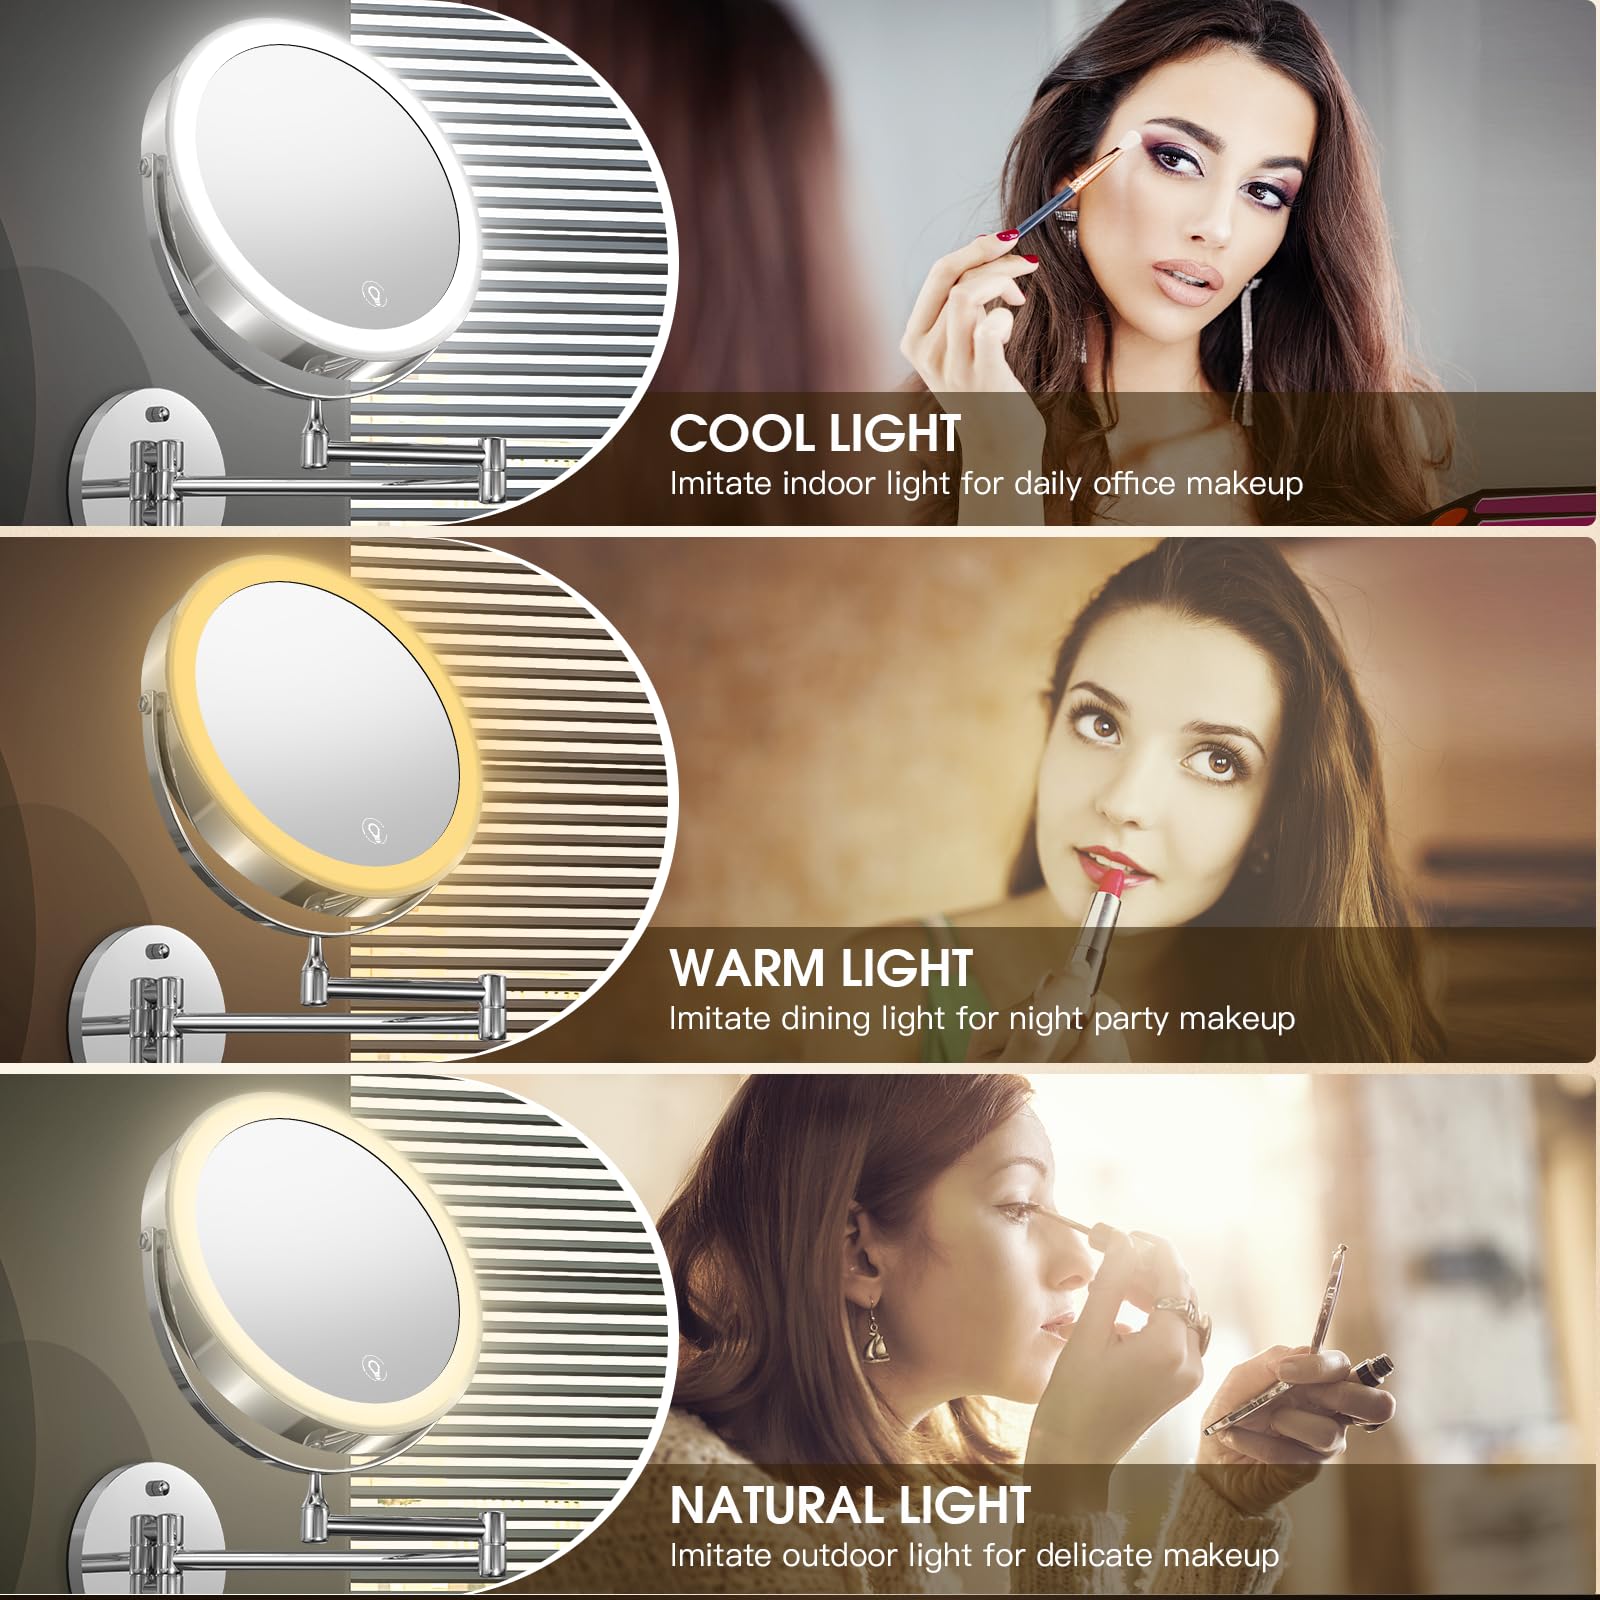 COOL LIGHT
Imitate indoor light for daily office makeup
WARM LIGHT
Imitate dining light for night party makeup
NATURAL LIGHT
Imitate outdoor light for delicate makeup